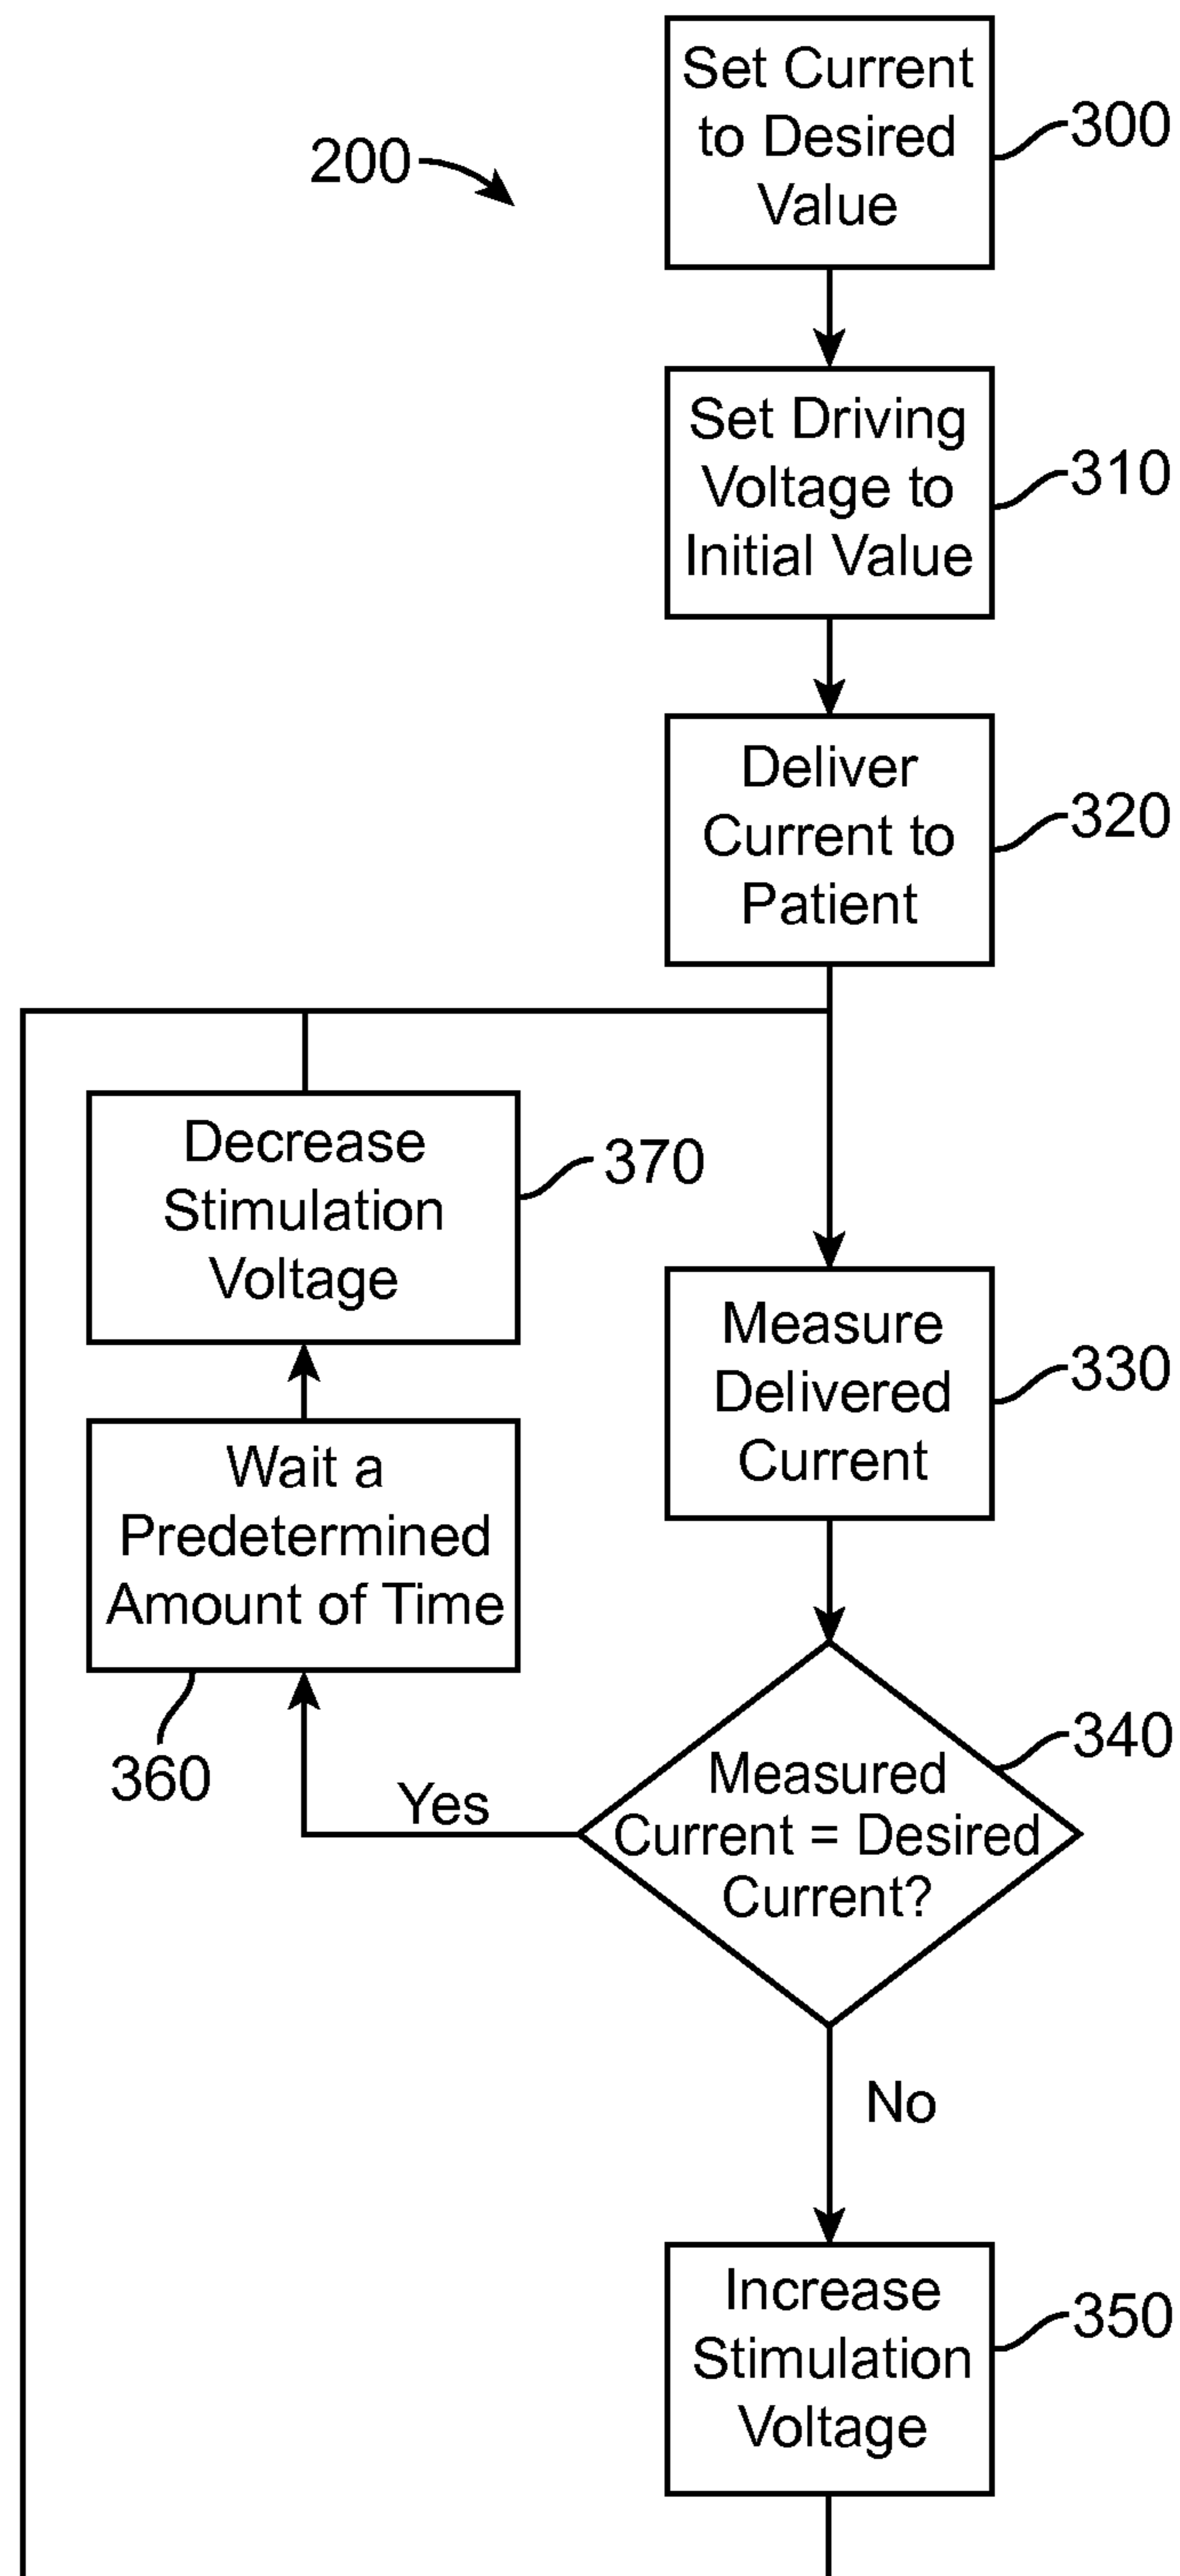 200
Set Current
to Desired
Value
300
Set Driving
Voltage to
Initial Value
310
Deliver
Current to
Patient
320
Decrease
Stimulation
Voltage
370
Measure
Delivered
Current
330
Wait a
Predetermined
Amount of Time
360
Measured
Current = Desired
Current?
340
Yes
No
Increase
Stimulation
Voltage
350